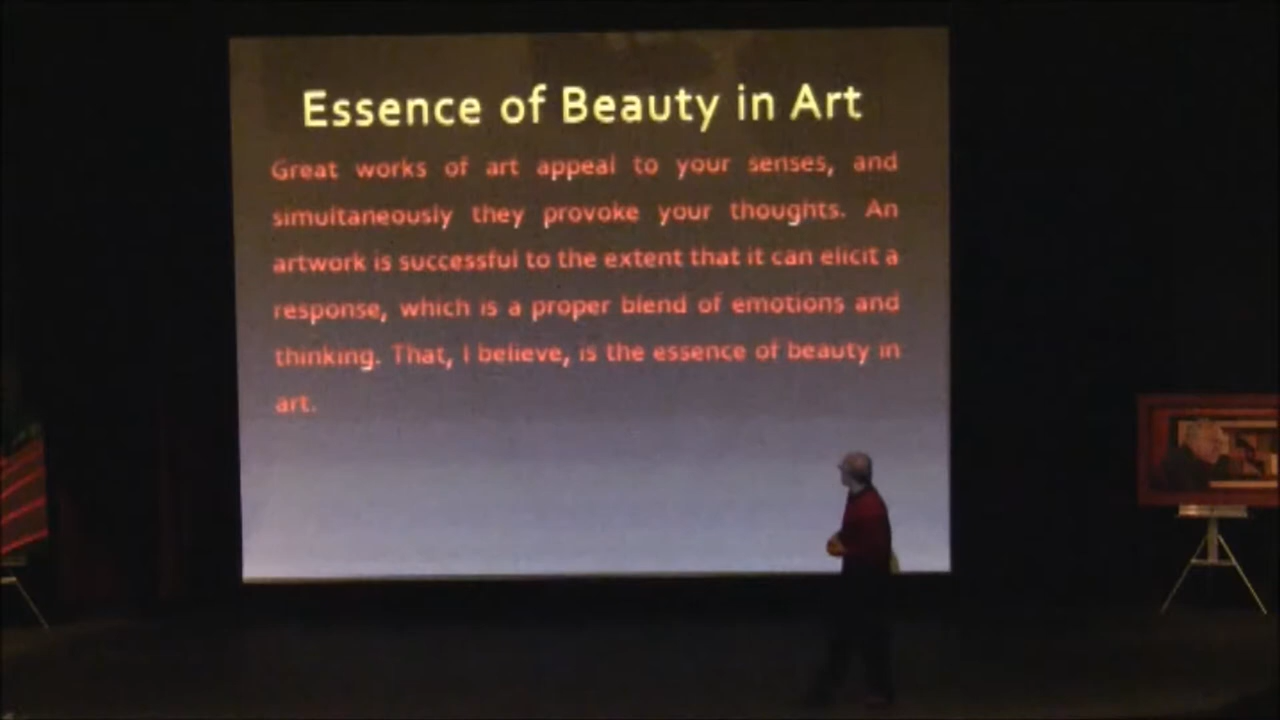 Essence of Beauty in Art
Great works of art appeal to your senses, and
simultaneously they provoke your thoughts. An
artwork is successful to the extent that it can elicit a
response, which is a proper blend of emotions and
thinking. That, I believe, is the essence of beauty in
art.